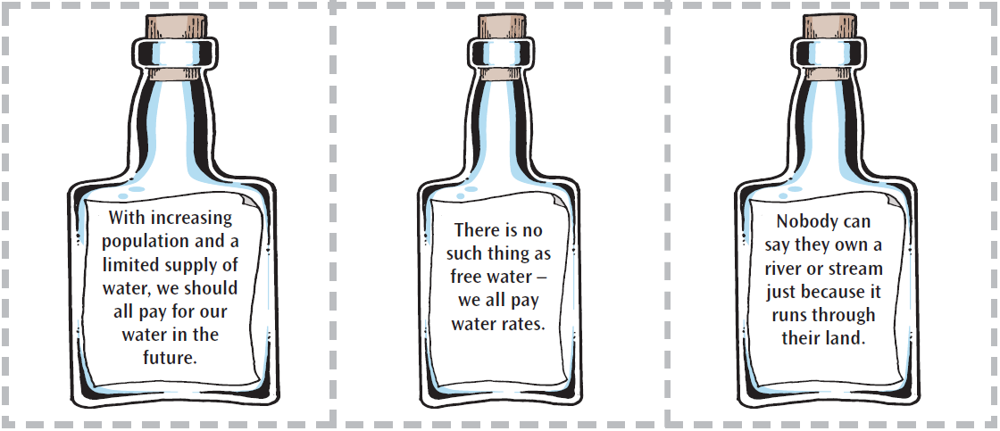 With increasing
population and a
limited supply of
water, we should
all pay for our
water in the
future.
There is no
such thing as
free water –
we all pay
water rates.
Nobody can
say they own a
river or stream
just because it
runs through
their land.